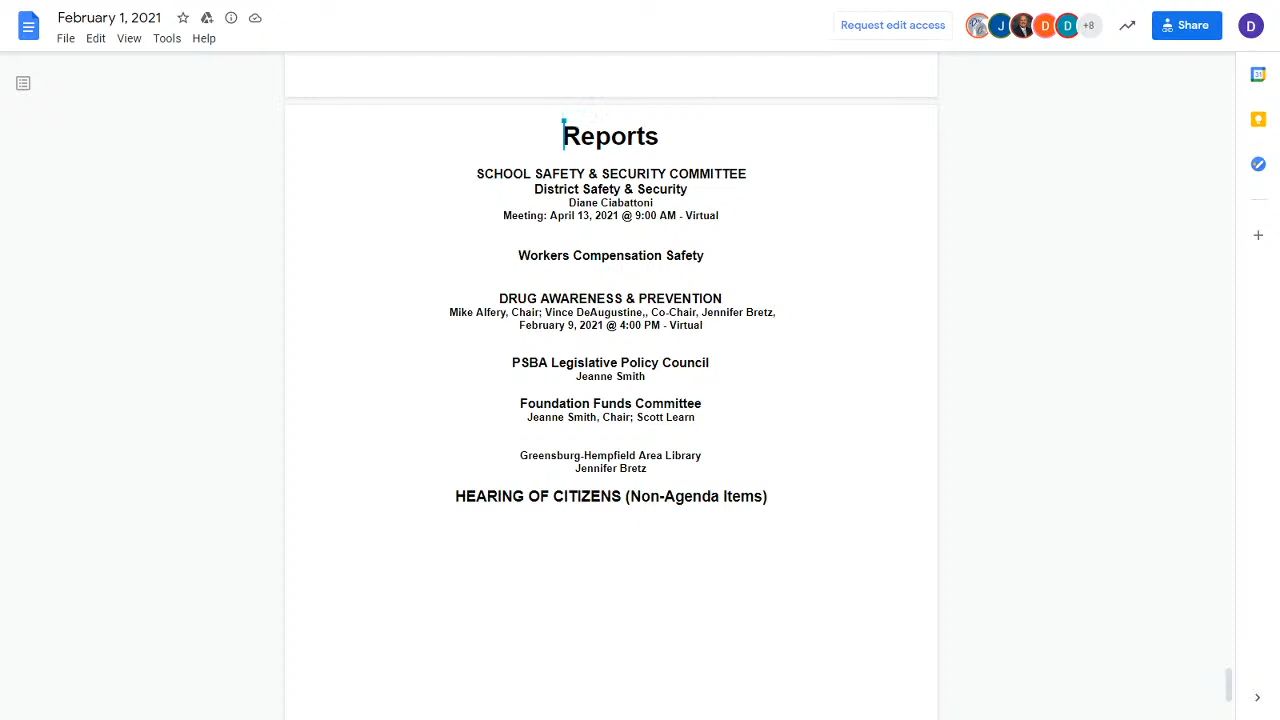 February 1, 2021
File Edit View Tools Help
Request edit access
J
D
D
+8
Share
D
31
Reports
SCHOOL SAFETY & SECURITY COMMITTEE
District Safety & Security
Diane Ciabattoni
Meeting: April 13, 2021 @ 9:00 AM - Virtual
Workers Compensation Safety
DRUG AWARENESS & PREVENTION
Mike Alfery, Chair; Vince DeAugustine,, Co-Chair, Jennifer Bretz,
February 9, 2021 @ 4:00 PM - Virtual
PSBA Legislative Policy Council
Jeanne Smith
Foundation Funds Committee
Jeanne Smith, Chair; Scott Learn
Greensburg-Hempfield Area Library
Jennifer Bretz
HEARING OF CITIZENS (Non-Agenda Items)